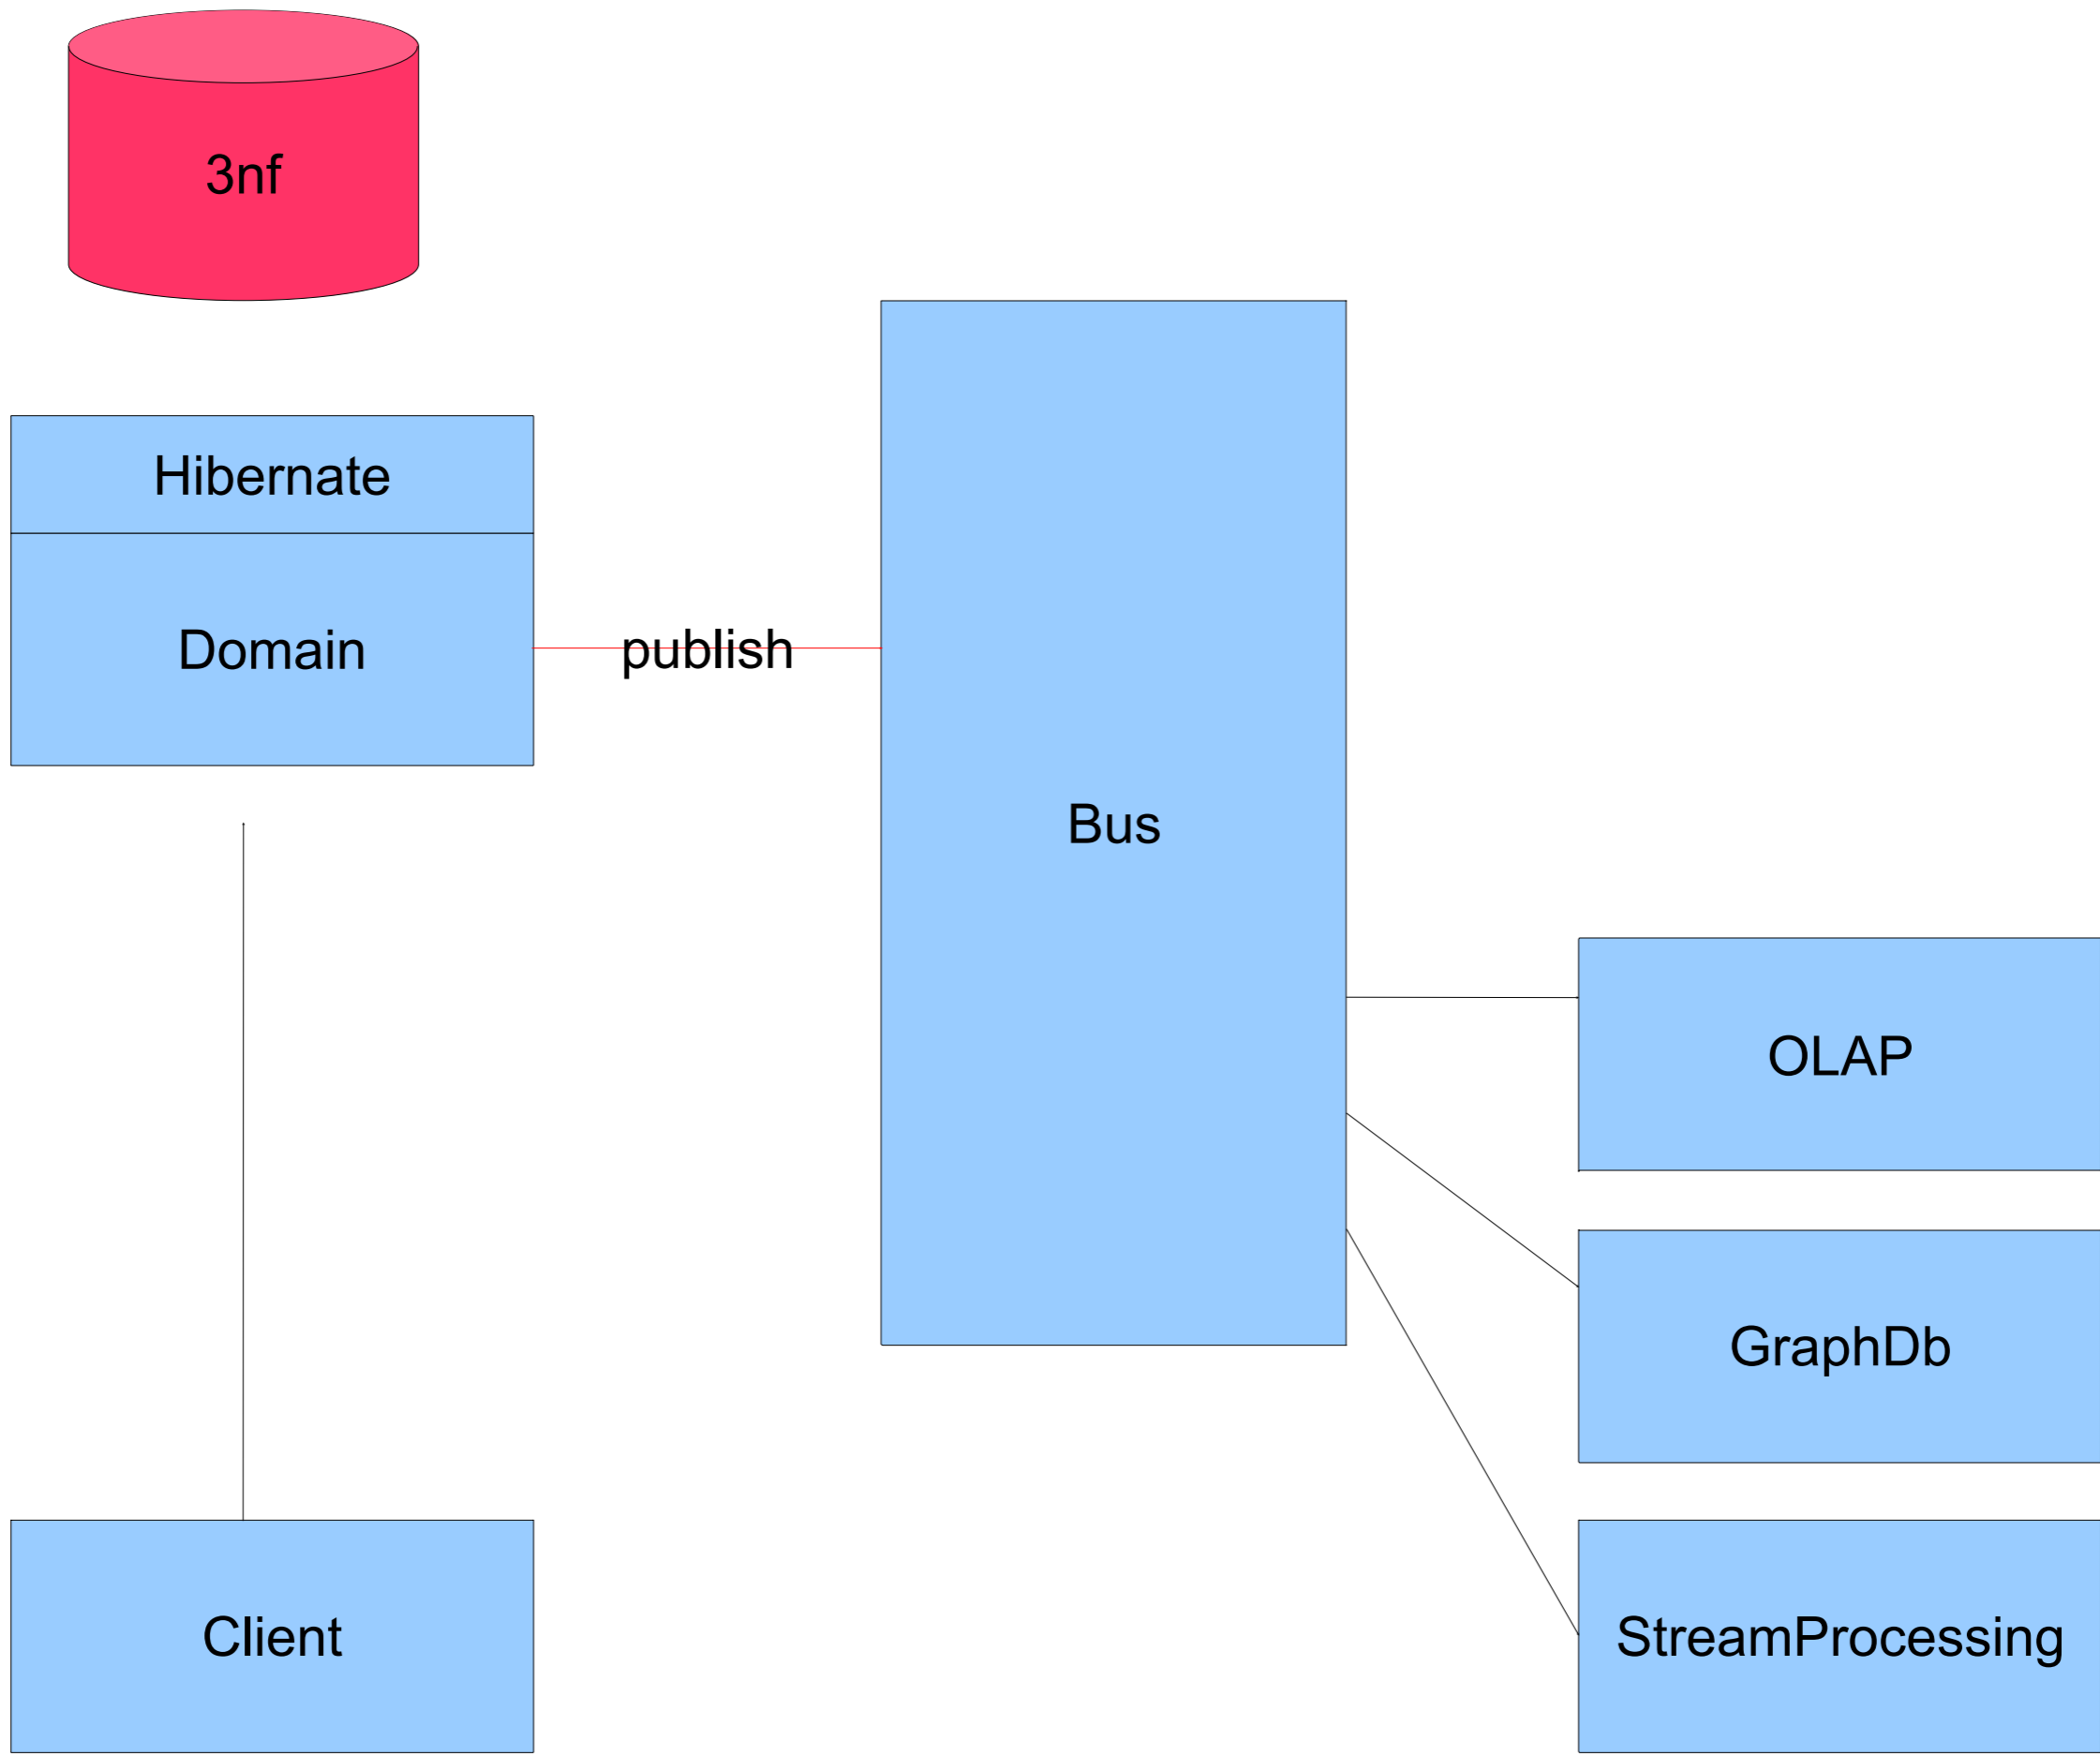 3nf
Hibernate
Domain
publish
Bus
OLAP
GraphDb
Client
StreamProcessing